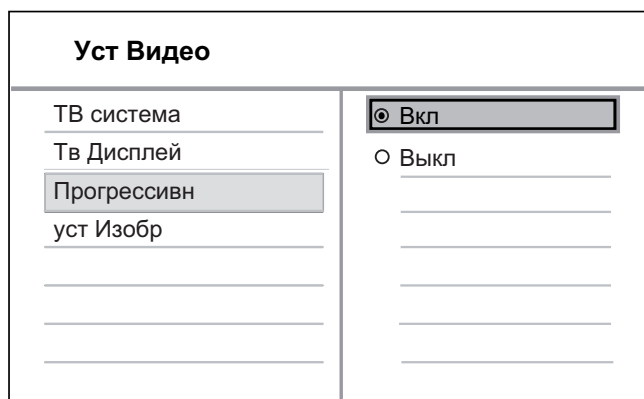 Уст Видео
ТВ система
Тв Дисплей
Прогрессивн
уст Изобр
Вкл
Выкл